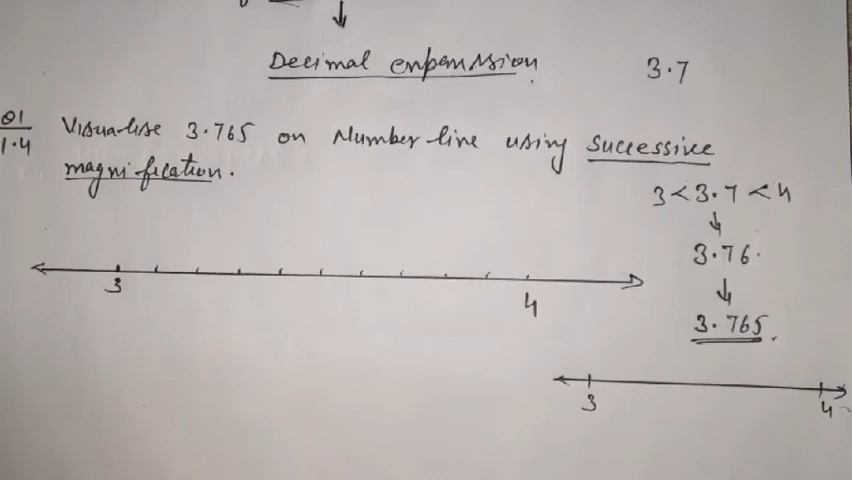 Decimal expansion
3.7
Q1
1.4
Visualise 3.765 on Number line using Successive
magnification.
3<3.7<4
3.76
3.765
3
4
3
4